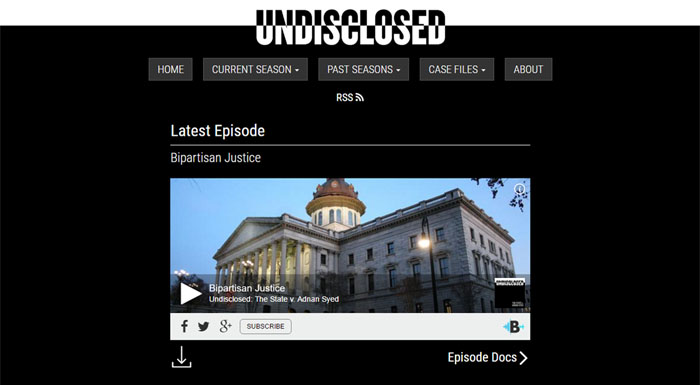 UNDISCLOSED
HOME CURRENT SEASON PAST SEASONS CASE FILES ABOUT
RSS
Latest Episode
Bipartisan Justice
Bipartisan Justice
Undisclosed: The State v. Adnan Syed
UNDISCLOSED
SUBSCRIBE
B
Episode Docs